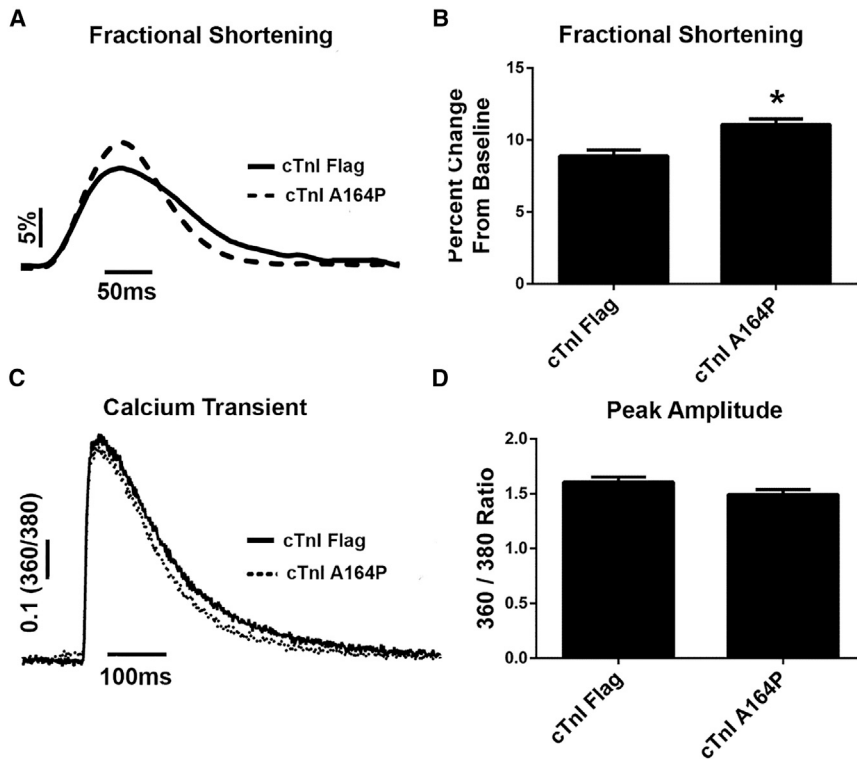 A
Fractional Shortening
cTnI Flag
cTnI A164P
5%
50ms
B
Fractional Shortening
Percent Change
From Baseline
15
10
5
0
*
cTnI Flag
cTnI A164P
C
Calcium Transient
0.1 (360/380)
cTnI Flag
cTnI A164P
100ms
D
Peak Amplitude
360 / 380 Ratio
2.0
1.5
1.0
0.5
0.0
cTnI Flag
cTnI A164P